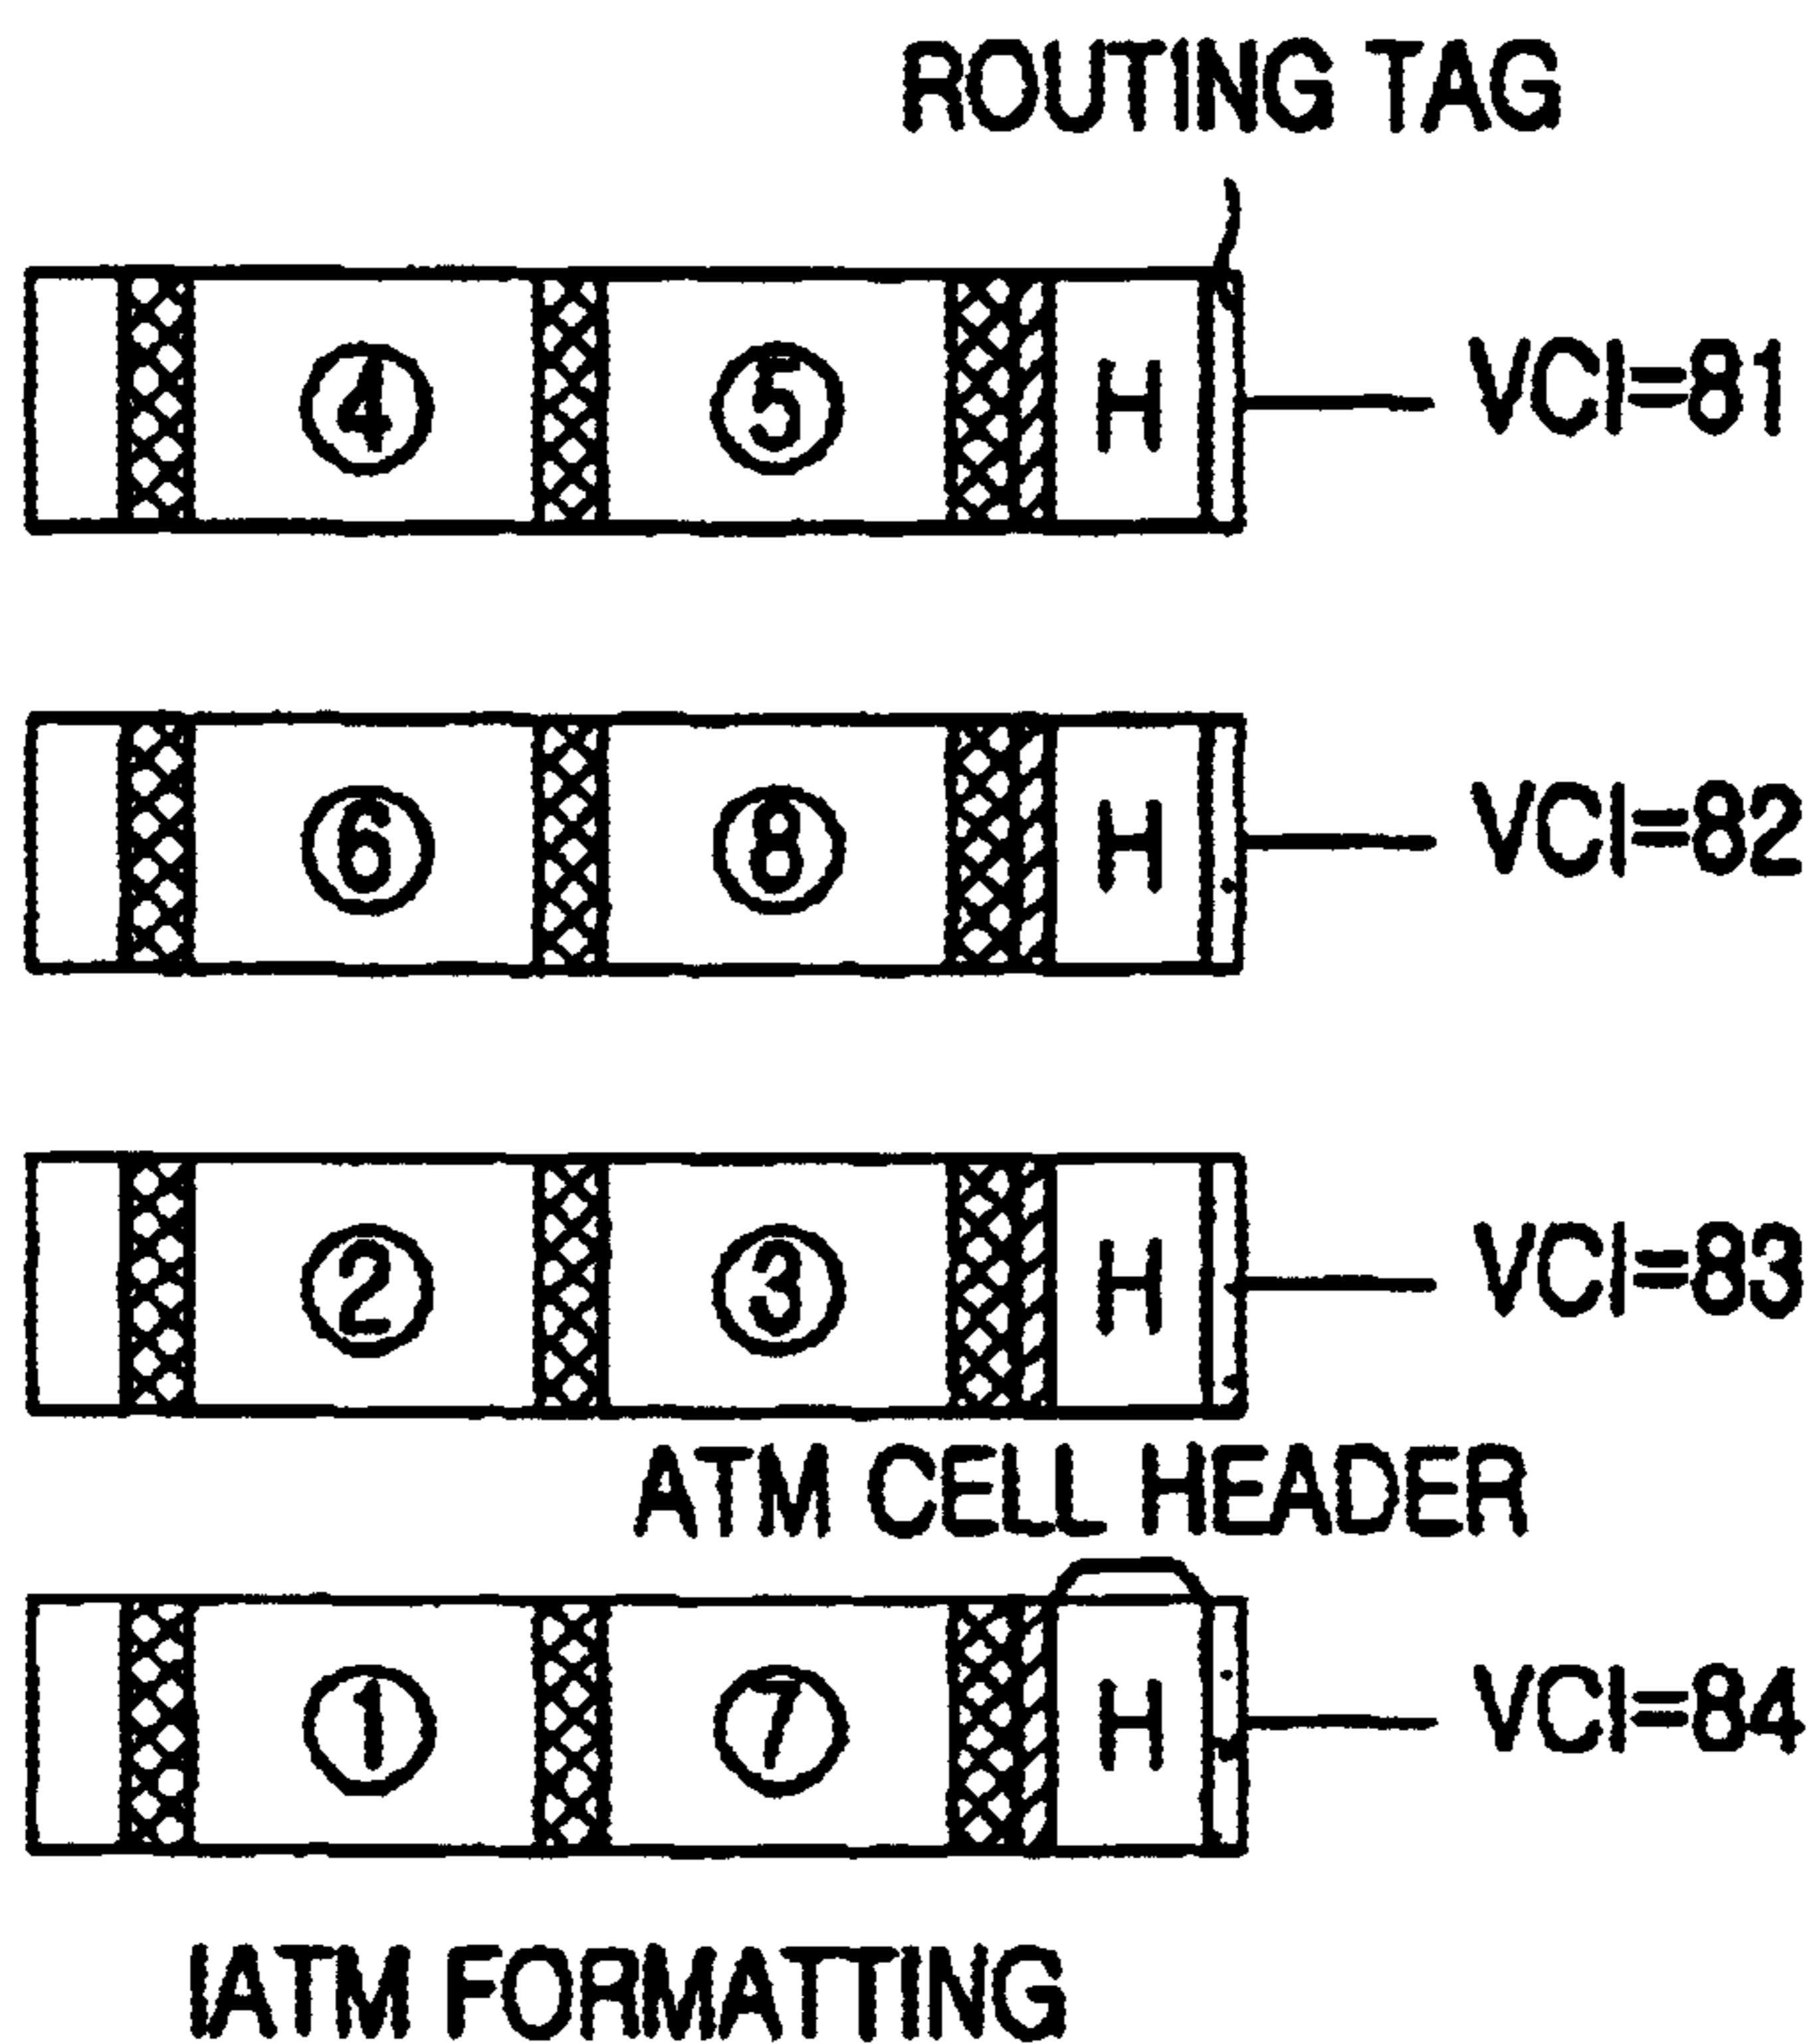 ROUTING TAG
④ ⑤ H VCI=81
⑥ ⑧ H VCI=82
② ③ H VCI=83
ATM CELL HEADER
① ⑦ H VCI=84
IATM FORMATTING